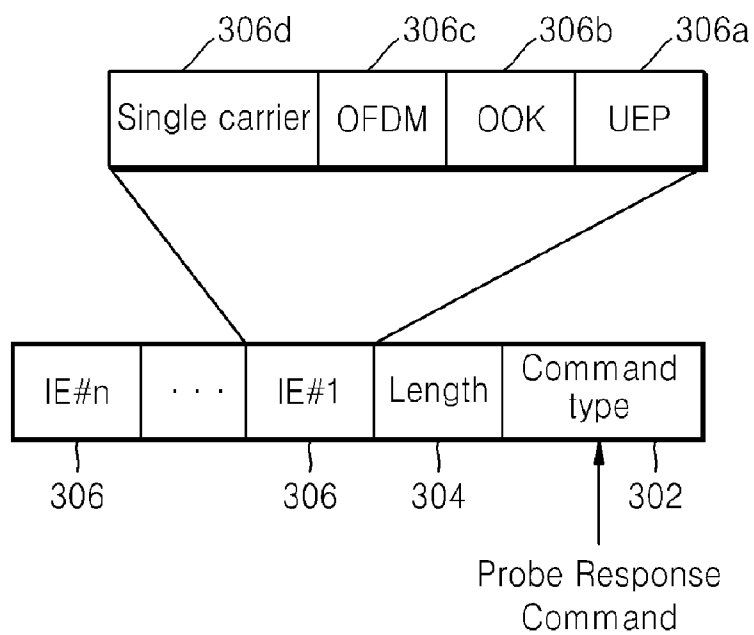 306d 306c 306b 306a
Single carrier OFDM OOK UEP
IE#n · · · IE#1 Length Command
type
306 306 304 302
Probe Response
Command